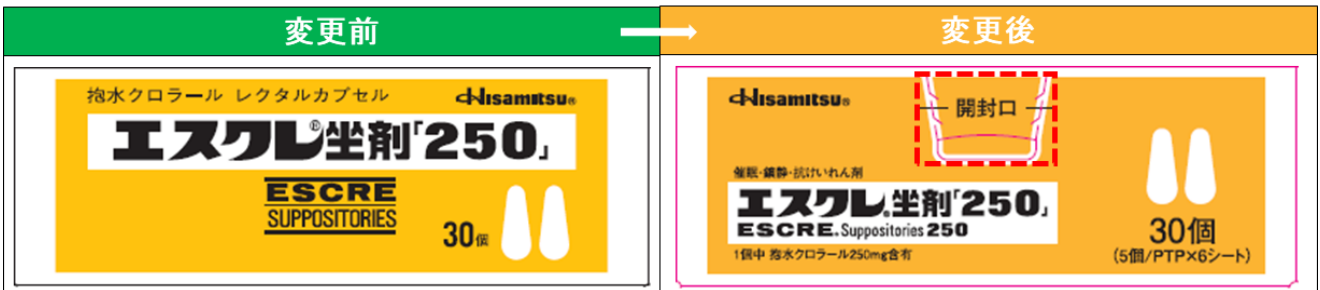 変更前
抱水クロラール レクタルカプセル
Hisamitsu®
エスクレ®坐剤「250」
ESCRE
SUPPOSITORIES
30個
変更後
Hisamitsu®
開封口
催眠・鎮静・抗けいれん剤
エスクレ®坐剤「250」
ESCRE® Suppositories 250
1個中 抱水クロラール250mg含有
30個
(5個/PTP×6シート)